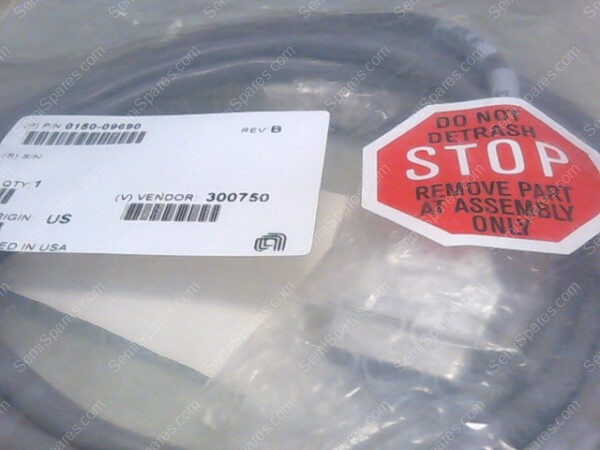 (P) P/N 0150-09690
REV: B
(S) S/N
QTY: 1
(V) VENDOR: 300750
RIGIN: US
ED IN USA
DO NOT
DETRASH
STOP
REMOVE PART
AT ASSEMBLY
ONLY
SemiSpares.com